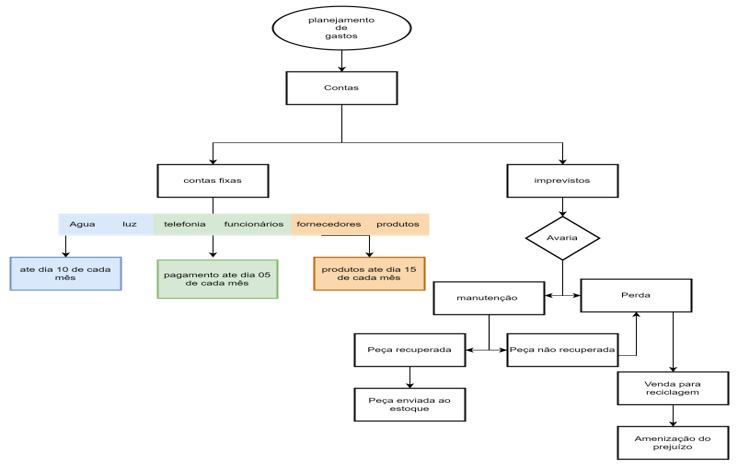 planejamento
de
gastos
Contas
contas fixas
imprevistos
Agua luz telefonia funcionários fornecedores produtos
Avaria
ate dia 10 de cada
mês
pagamento ate dia 05
de cada mês
produtos ate dia 15
de cada mês
manutenção
Perda
Peça recuperada
Peça não recuperada
Venda para
reciclagem
Peça enviada ao
estoque
Amenização do
prejuízo